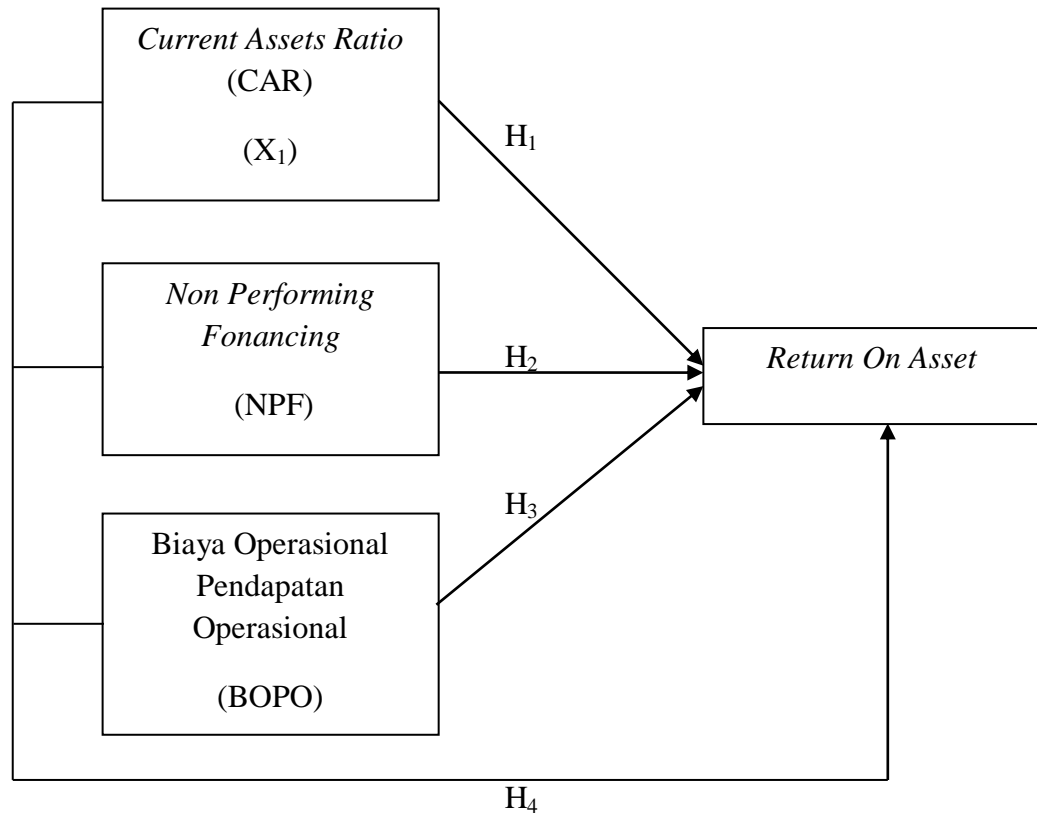 Current Assets Ratio
(CAR)
(X₁)
H₁
Non Performing
Fonancing
(NPF)
H₂
Return On Asset
Biaya Operasional
Pendapatan
Operasional
(BOPO)
H₃
H₄